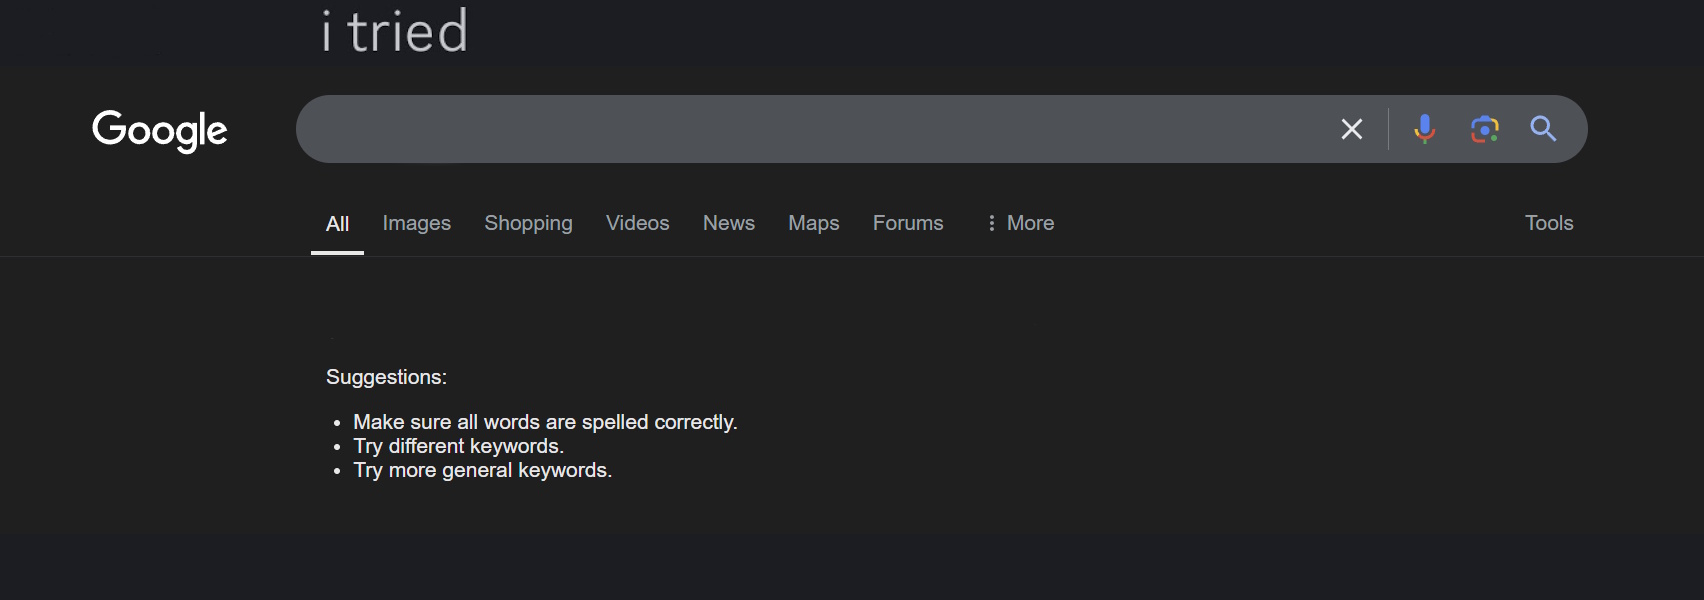 i tried
Google
All Images Shopping Videos News Maps Forums More Tools
Suggestions:
Make sure all words are spelled correctly.
Try different keywords.
Try more general keywords.